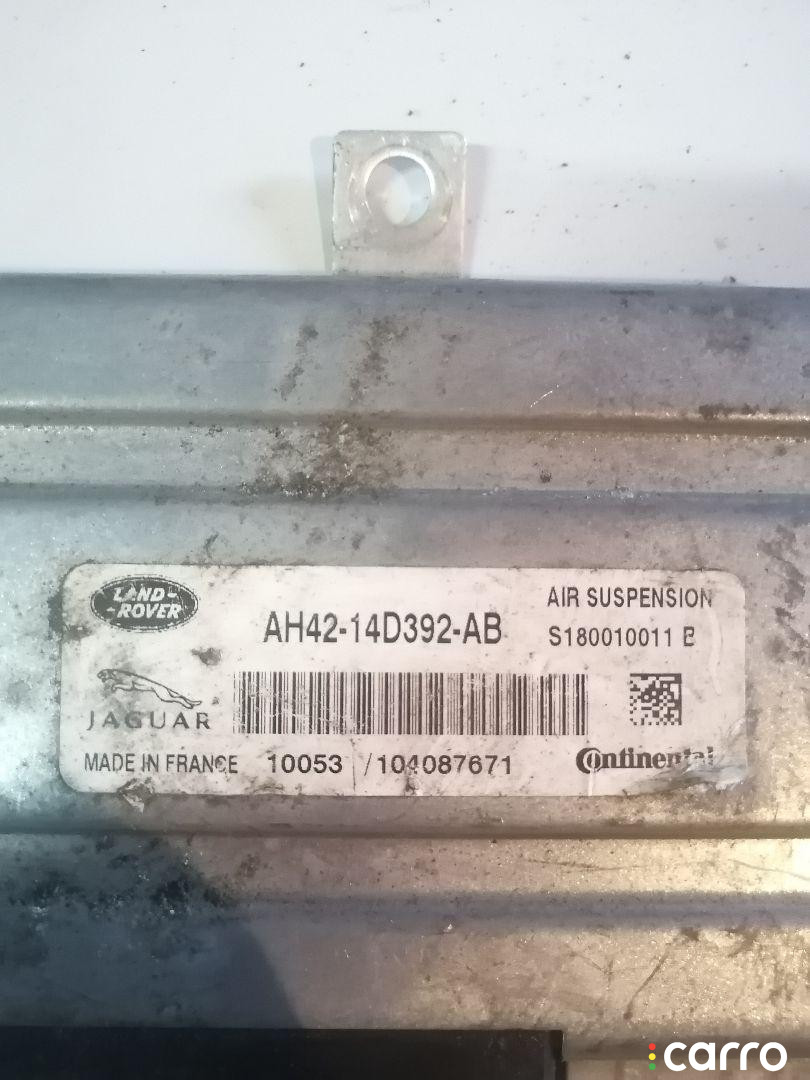 LAND-
ROVER
AH42-14D392-AB
AIR SUSPENSION
S180010011 E
JAGUAR
MADE IN FRANCE 10053 /104087671 Continental
carro